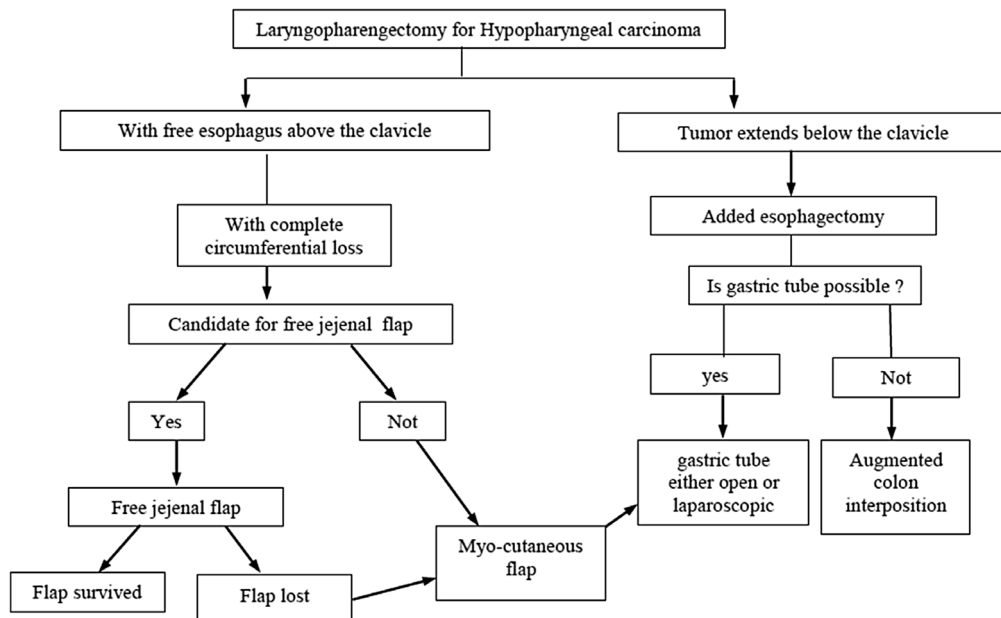 Laryngopharengectomy for Hypopharyngeal carcinoma
With free esophagus above the clavicle
Tumor extends below the clavicle
With complete
circumferential loss
Added esophagectomy
Is gastric tube possible ?
Candidate for free jejenal flap
yes
Not
Yes
Not
gastric tube
either open or
laparoscopic
Augmented
colon
interposition
Free jejenal flap
Myo-cutaneous
flap
Flap survived
Flap lost